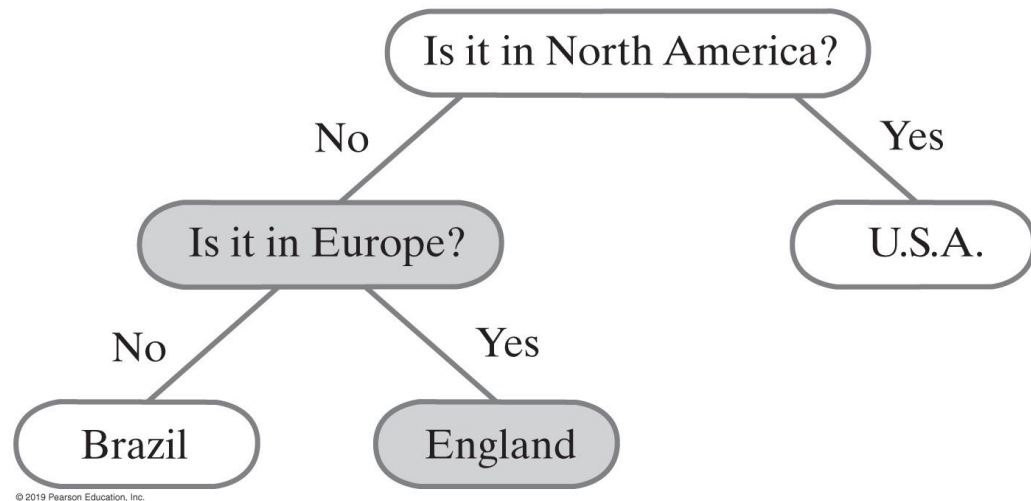 Is it in North America?
No
Yes
Is it in Europe?
U.S.A.
No
Yes
Brazil
England
© 2019 Pearson Education, Inc.